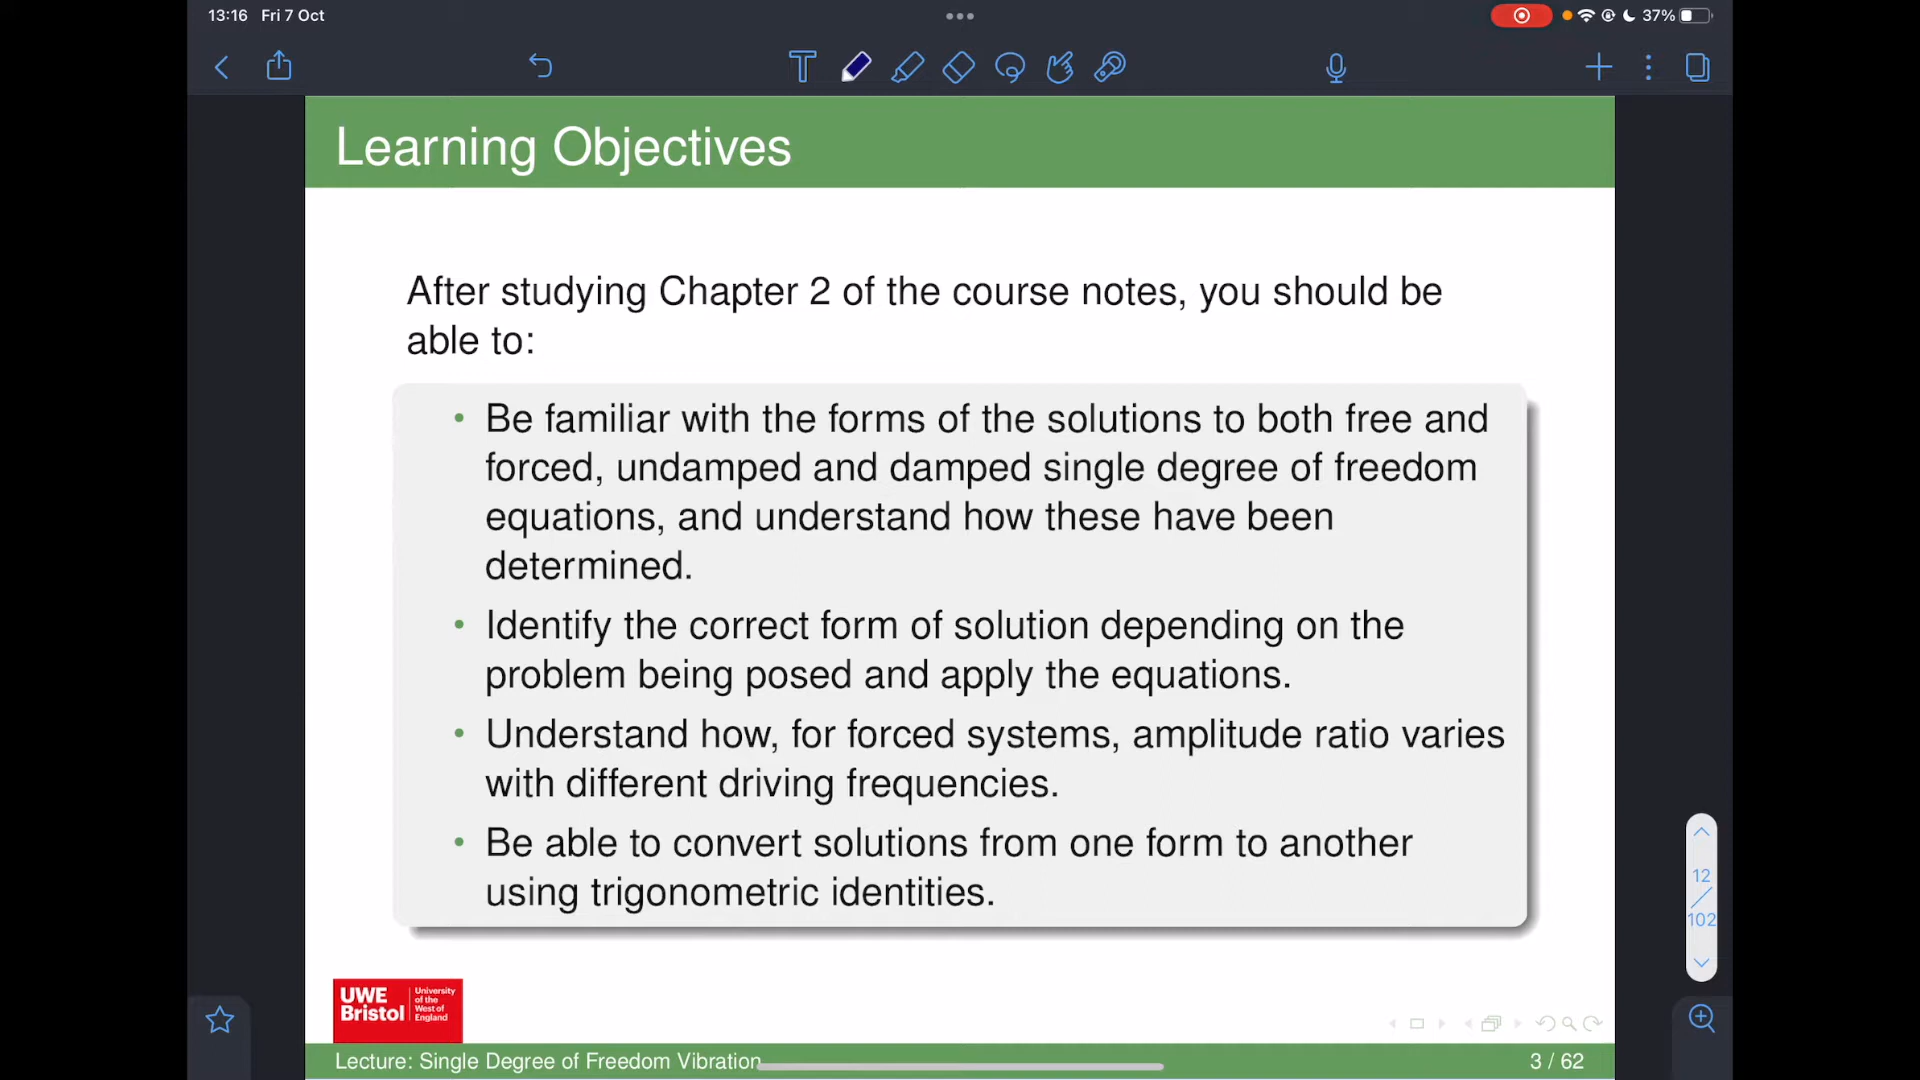 13:16 Fri 7 Oct
37%
Learning Objectives
After studying Chapter 2 of the course notes, you should be
able to:
• Be familiar with the forms of the solutions to both free and
forced, undamped and damped single degree of freedom
equations, and understand how these have been
determined.
• Identify the correct form of solution depending on the
problem being posed and apply the equations.
• Understand how, for forced systems, amplitude ratio varies
with different driving frequencies.
• Be able to convert solutions from one form to another
using trigonometric identities.
12
/
102
UWE
Bristol
University
of the
West of
England
Lecture: Single Degree of Freedom Vibration
3 / 62